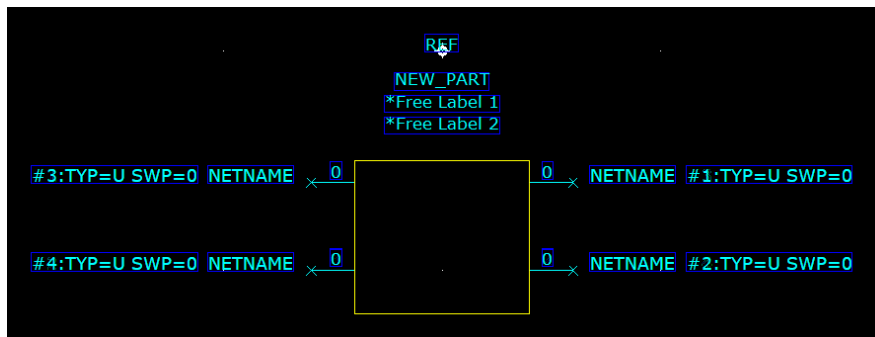 REF
NEW_PART
*Free Label 1
*Free Label 2
#3:TYP=U SWP=0 NETNAME 0 0 NETNAME #1:TYP=U SWP=0
#4:TYP=U SWP=0 NETNAME 0 0 NETNAME #2:TYP=U SWP=0